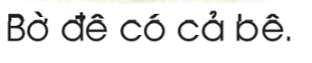 Bờ đê có cả bê.